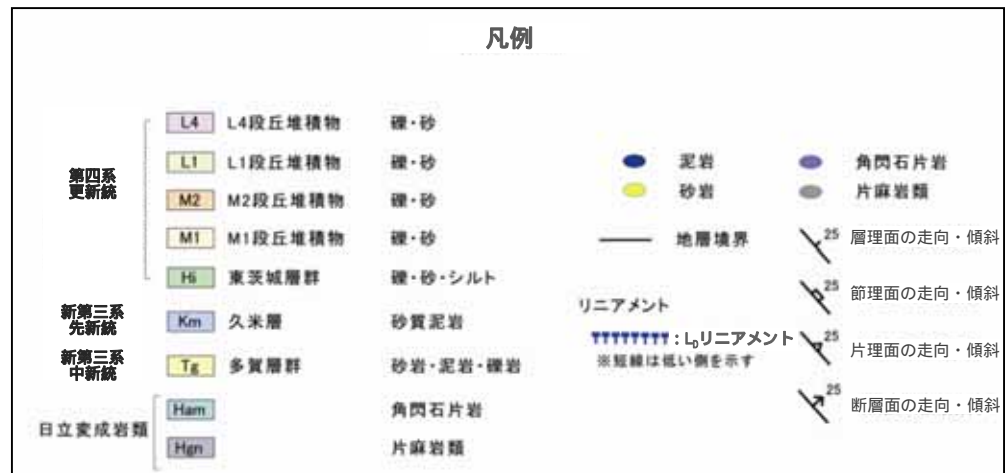 凡例
第四系
更新統
L4 L4段丘堆積物 礫・砂
L1 L1段丘堆積物 礫・砂
M2 M2段丘堆積物 礫・砂
M1 M1段丘堆積物 礫・砂
Hi 東茨城層群 礫・砂・シルト
新第三系
先新統
Km 久米層 砂質泥岩
新第三系
中新統
Tg 多賀層群 砂岩・泥岩・礫岩
日立変成岩類
Ham 角閃石片岩
Hgn 片麻岩類
泥岩
砂岩
地層境界
リニアメント
:LDリニアメント
※短線は低い側を示す
角閃石片岩
片麻岩類
25 層理面の走向・傾斜
25 節理面の走向・傾斜
25 片理面の走向・傾斜
25 断層面の走向・傾斜